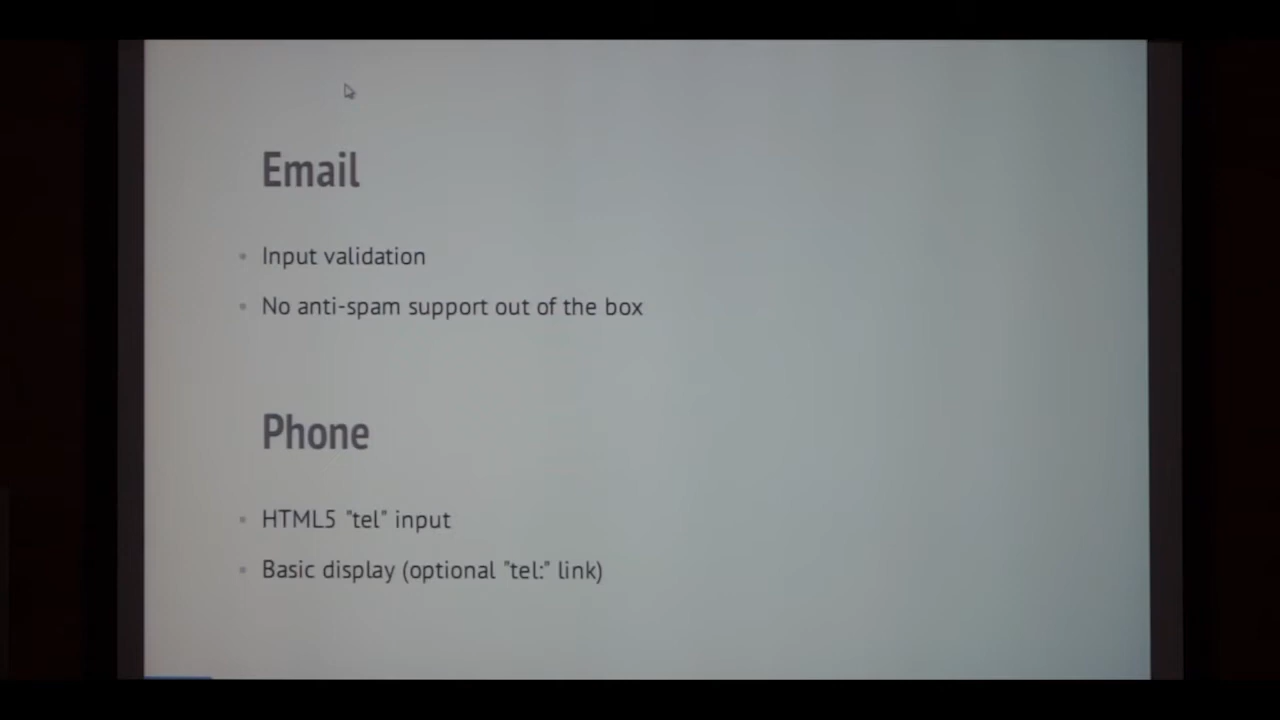 Email
Input validation
No anti-spam support out of the box
Phone
HTML5 "tel" input
Basic display (optional "tel:" link)